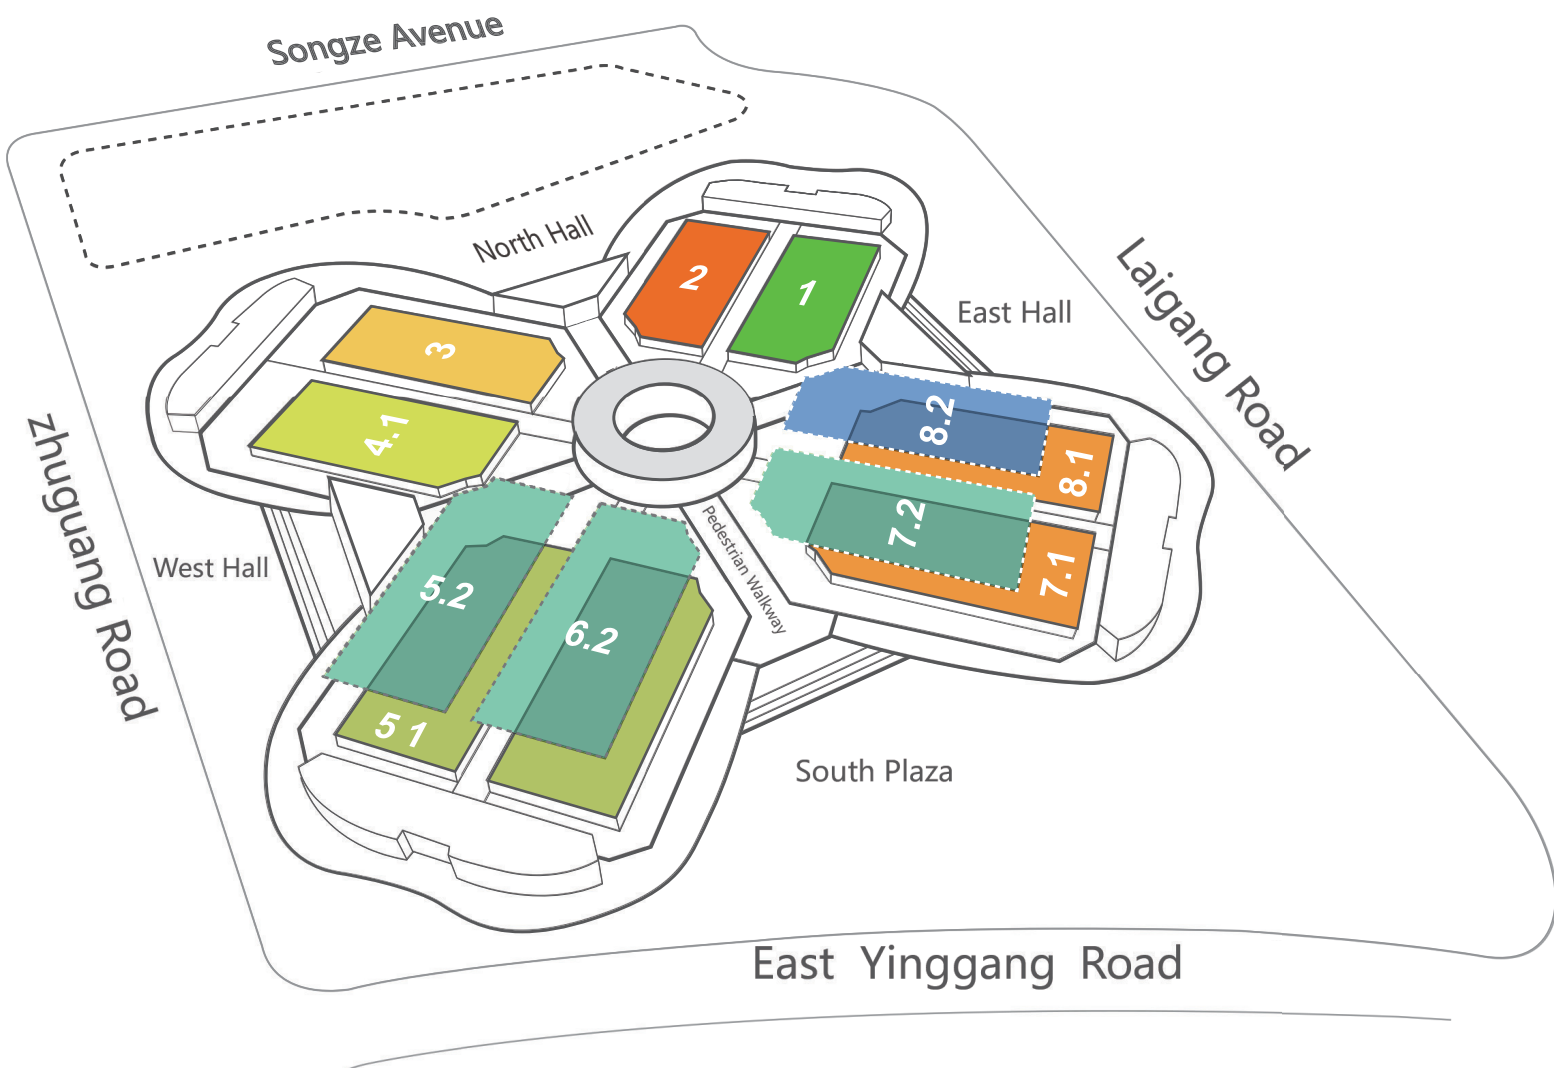 Songze Avenue
North Hall
2
1
East Hall
Laigang Road
3
4.1
8.2
8.1
7.2
7.1
Pedestrian Walkway
zhuguang Road
West Hall
5.2
6.2
5 1
South Plaza
East Yinggang Road